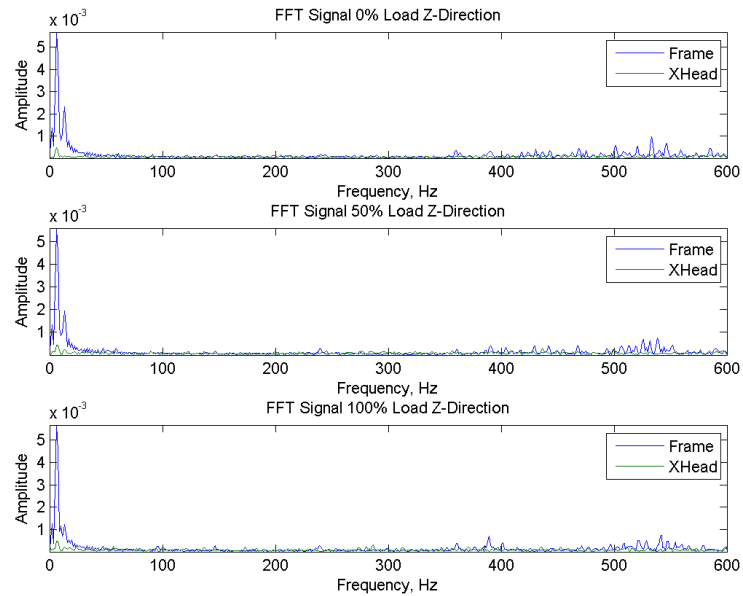 FFT Signal 0% Load Z-Direction
x 10⁻³
5
4
3
2
1
Amplitude
Frame
XHead
0 100 200 300 400 500 600
Frequency, Hz
FFT Signal 50% Load Z-Direction
x 10⁻³
5
4
3
2
1
Amplitude
Frame
XHead
0 100 200 300 400 500 600
Frequency, Hz
FFT Signal 100% Load Z-Direction
x 10⁻³
5
4
3
2
1
Amplitude
Frame
XHead
0 100 200 300 400 500 600
Frequency, Hz